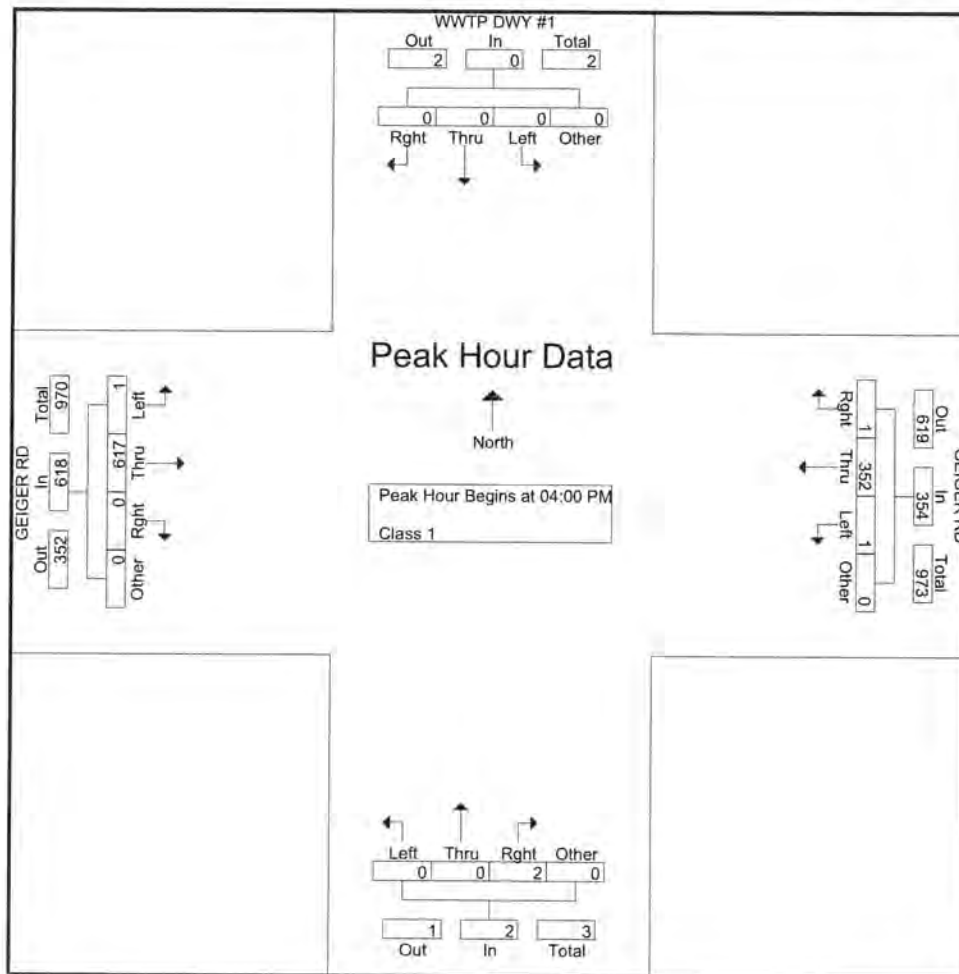 WWTP DWY #1
Out In Total
2 0 2
0 0 0 0
Rght Thru Left Other
Peak Hour Data
North
Peak Hour Begins at 04:00 PM
Class 1
GEIGER RD
Out In Total
352 618 970
1 617 0 0
Left Thru Rght Other
Rght Thru Left Other
1 352 1 0
Out In Total
619 354 973
GEIGER RD
Left Thru Rght Other
0 0 2 0
1 2 3
Out In Total